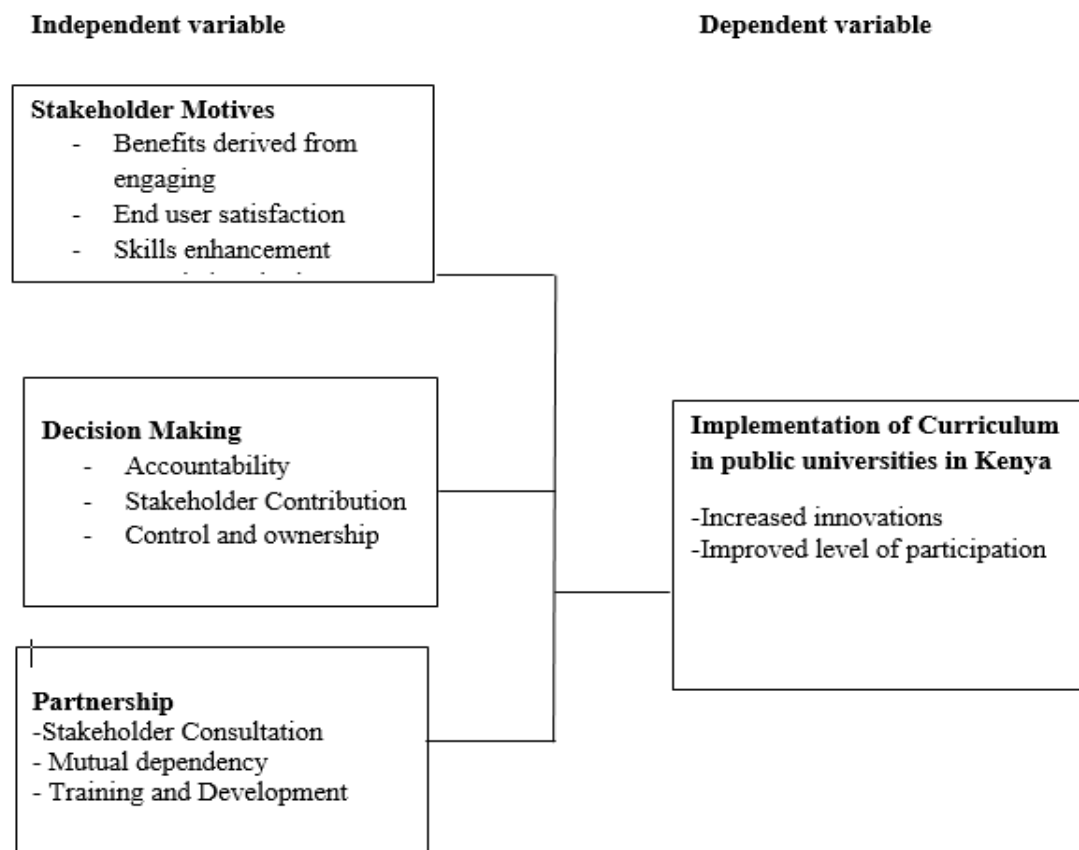 Independent variable
Dependent variable
Stakeholder Motives
- Benefits derived from
engaging
- End user satisfaction
- Skills enhancement
Decision Making
- Accountability
- Stakeholder Contribution
- Control and ownership
Partnership
-Stakeholder Consultation
- Mutual dependency
- Training and Development
Implementation of Curriculum
in public universities in Kenya
-Increased innovations
-Improved level of participation